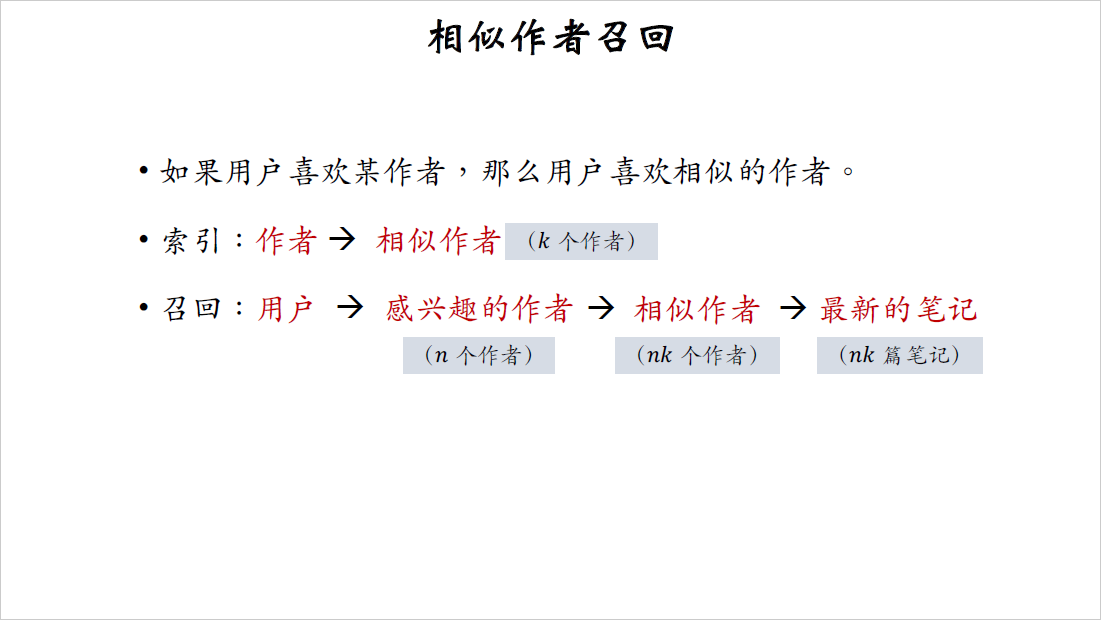 相似作者召回
• 如果用户喜欢某作者，那么用户喜欢相似的作者。
• 索引：作者 → 相似作者（k 个作者）
• 召回：用户 → 感兴趣的作者 → 相似作者 → 最新的笔记
（n 个作者） （nk 个作者） （nk 篇笔记）